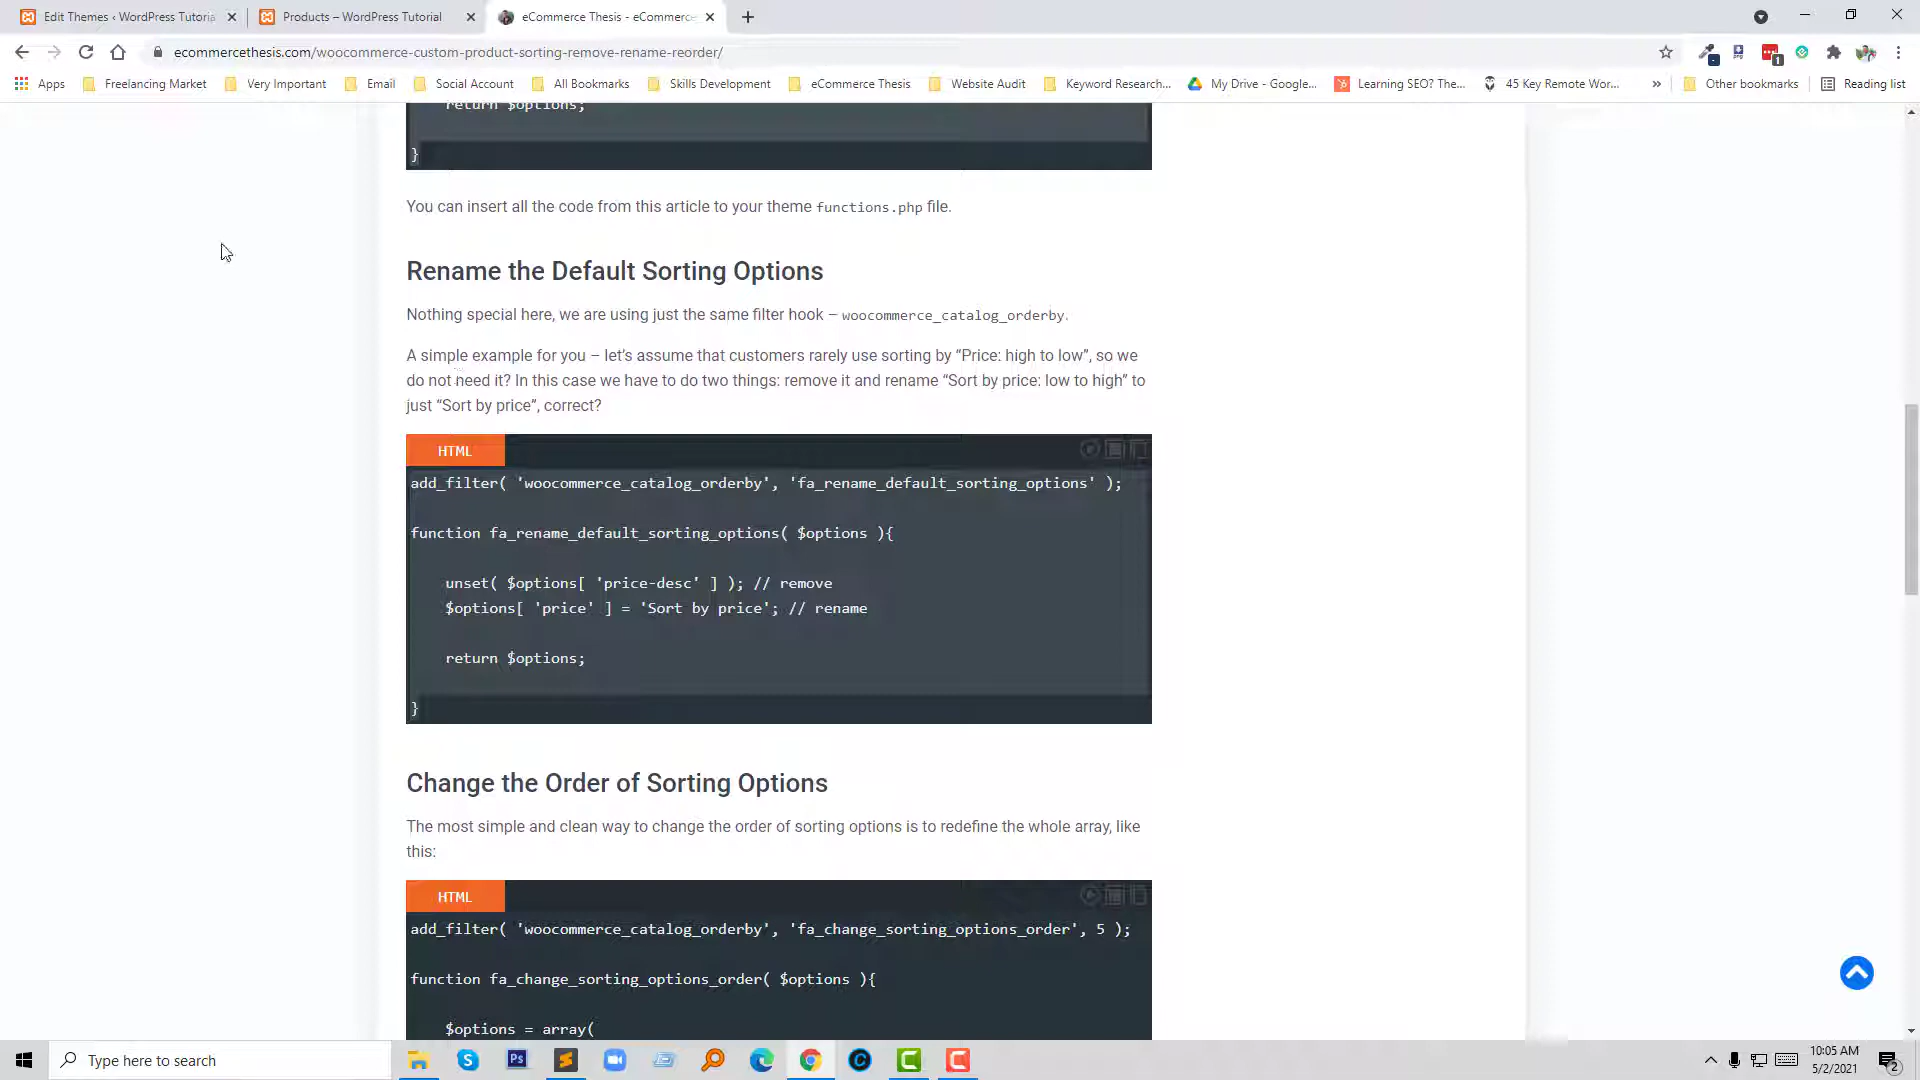 Edit Themes ‹ WordPress Tutoria
Products – WordPress Tutorial
eCommerce Thesis - eCommerce
ecommercethesis.com/woocommerce-custom-product-sorting-remove-rename-reorder/
Apps
Freelancing Market
Very Important
Email
Social Account
All Bookmarks
Skills Development
eCommerce Thesis
Website Audit
Keyword Research...
My Drive - Google...
Learning SEO? The...
45 Key Remote Wor...
»
Other bookmarks
Reading list
return $options;
}
You can insert all the code from this article to your theme functions.php file.
Rename the Default Sorting Options
Nothing special here, we are using just the same filter hook – woocommerce_catalog_orderby.
A simple example for you – let’s assume that customers rarely use sorting by “Price: high to low”, so we
do not need it? In this case we have to do two things: remove it and rename “Sort by price: low to high” to
just “Sort by price”, correct?
HTML
add_filter( 'woocommerce_catalog_orderby', 'fa_rename_default_sorting_options' );
function fa_rename_default_sorting_options( $options ){
unset( $options[ 'price-desc' ] ); // remove
$options[ 'price' ] = 'Sort by price'; // rename
return $options;
}
Change the Order of Sorting Options
The most simple and clean way to change the order of sorting options is to redefine the whole array, like
this:
HTML
add_filter( 'woocommerce_catalog_orderby', 'fa_change_sorting_options_order', 5 );
function fa_change_sorting_options_order( $options ){
$options = array(
Type here to search
Ps
10:05 AM
5/2/2021
2